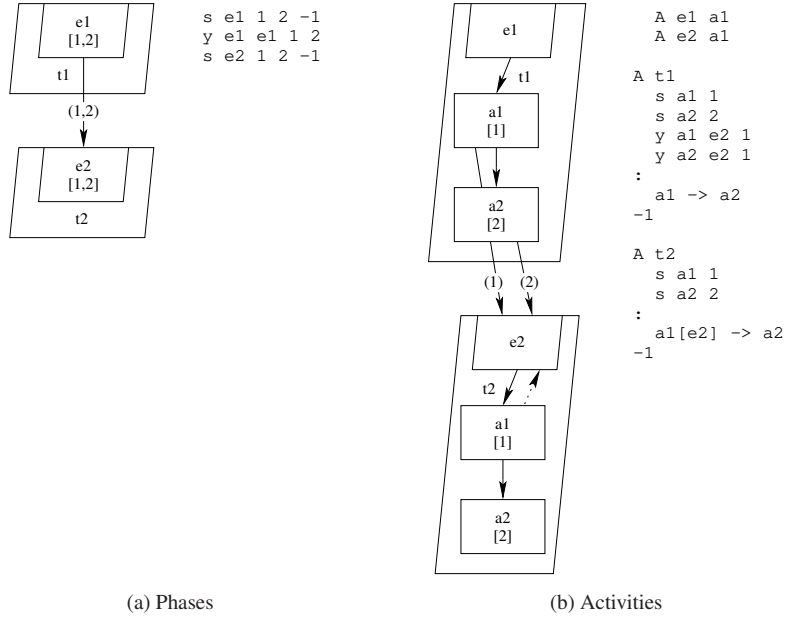 e1
[1,2]
t1
(1,2)
e2
[1,2]
t2
s e1 1 2 −1
y e1 e1 1 2
s e2 1 2 −1
(a) Phases
e1
t1
a1
[1]
a2
[2]
(1) (2)
e2
t2
a1
[1]
a2
[2]
A e1 a1
A e2 a1
A t1
s a1 1
s a2 2
y a1 e2 1
y a2 e2 1
:
a1 −> a2
−1
A t2
s a1 1
s a2 2
:
a1[e2] −> a2
−1
(b) Activities